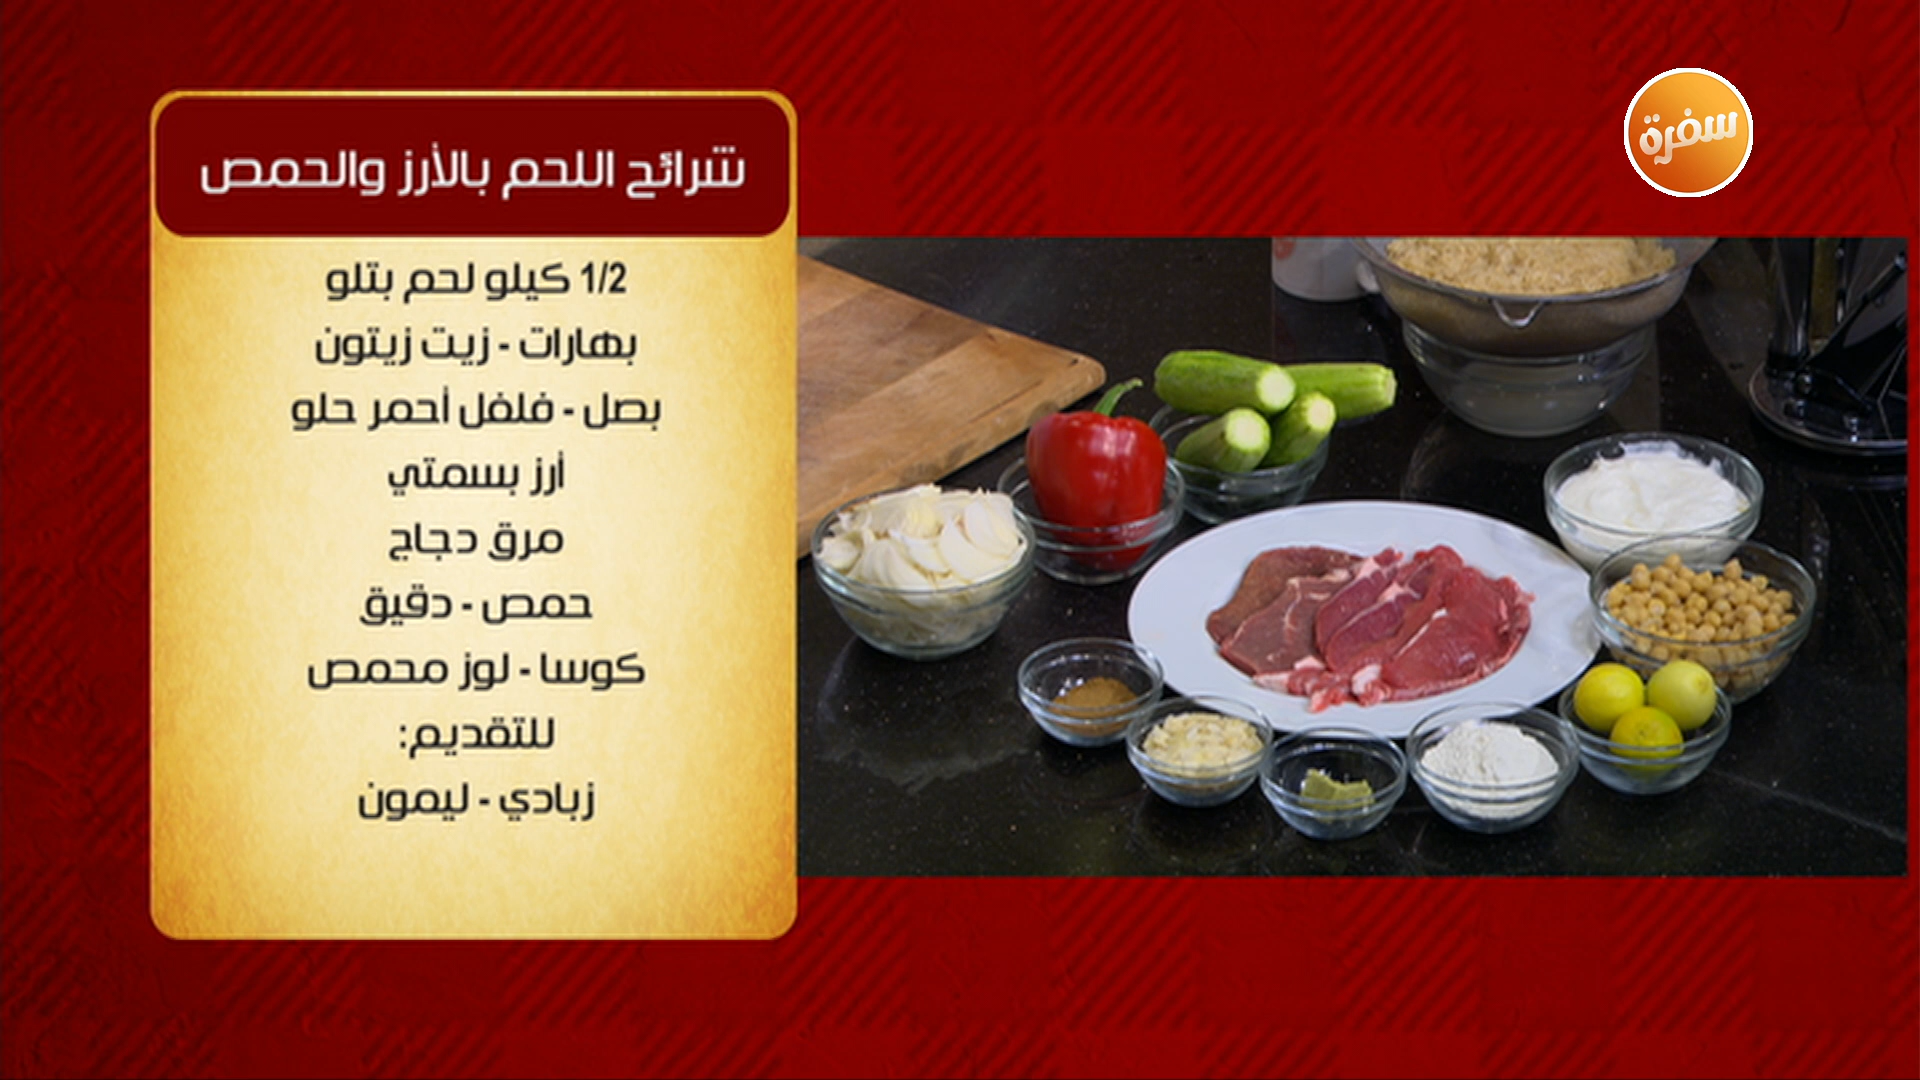 سفرة
شرائح اللحم بالأرز والحمص
1/2 كيلو لحم بتلو
بهارات - زيت زيتون
بصل - فلفل أحمر حلو
أرز بسمتي
مرق دجاج
حمص - دقيق
كوسا - لوز محمص
للتقديم:
زبادي - ليمون